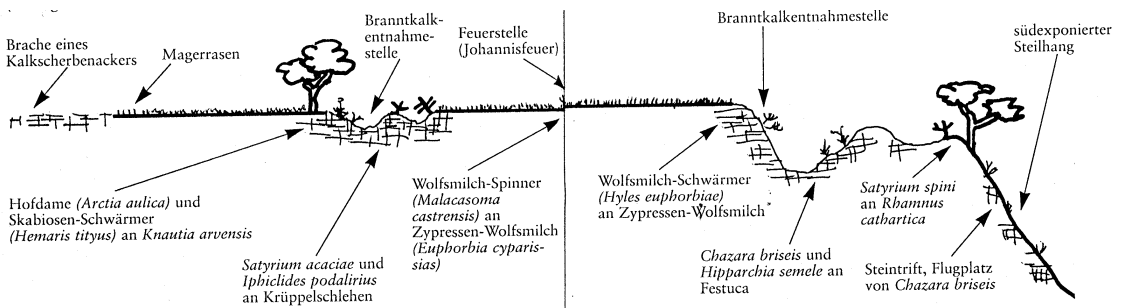 Brache eines
Kalkscherbenackers
Magerrasen
Branntkalk-
entnahme-
stelle
Feuerstelle
(Johannisfeuer)
Branntkalkentnahmestelle
südexponierter
Steilhang
Hofdame (Arctia aulica) und
Skabiosen-Schwärmer
(Hemaris tityus) an Knautia arvensis
Satyrium acaciae und
Iphiclides podalirius
an Krüppelschlehen
Wolfsmilch-Spinner
(Malacasoma
castrensis) an
Zypressen-Wolfsmilch
(Euphorbia cyparis-
sias)
Wolfsmilch-Schwärmer
(Hyles euphorbiae)
an Zypressen-Wolfsmilch
Chazara briseis und
Hipparchia semele an
Festuca
Satyrium spini
an Rhamnus
cathartica
Steintrift, Flugplatz
von Chazara briseis